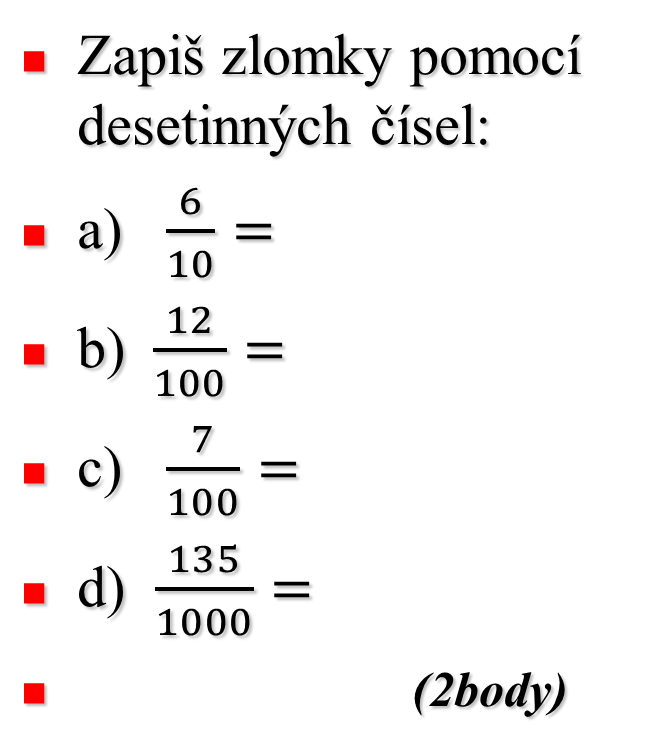 Zapiš zlomky pomocí
desetinných čísel:
a) 6/10 =
b) 12/100 =
c) 7/100 =
d) 135/1000 =
(2body)